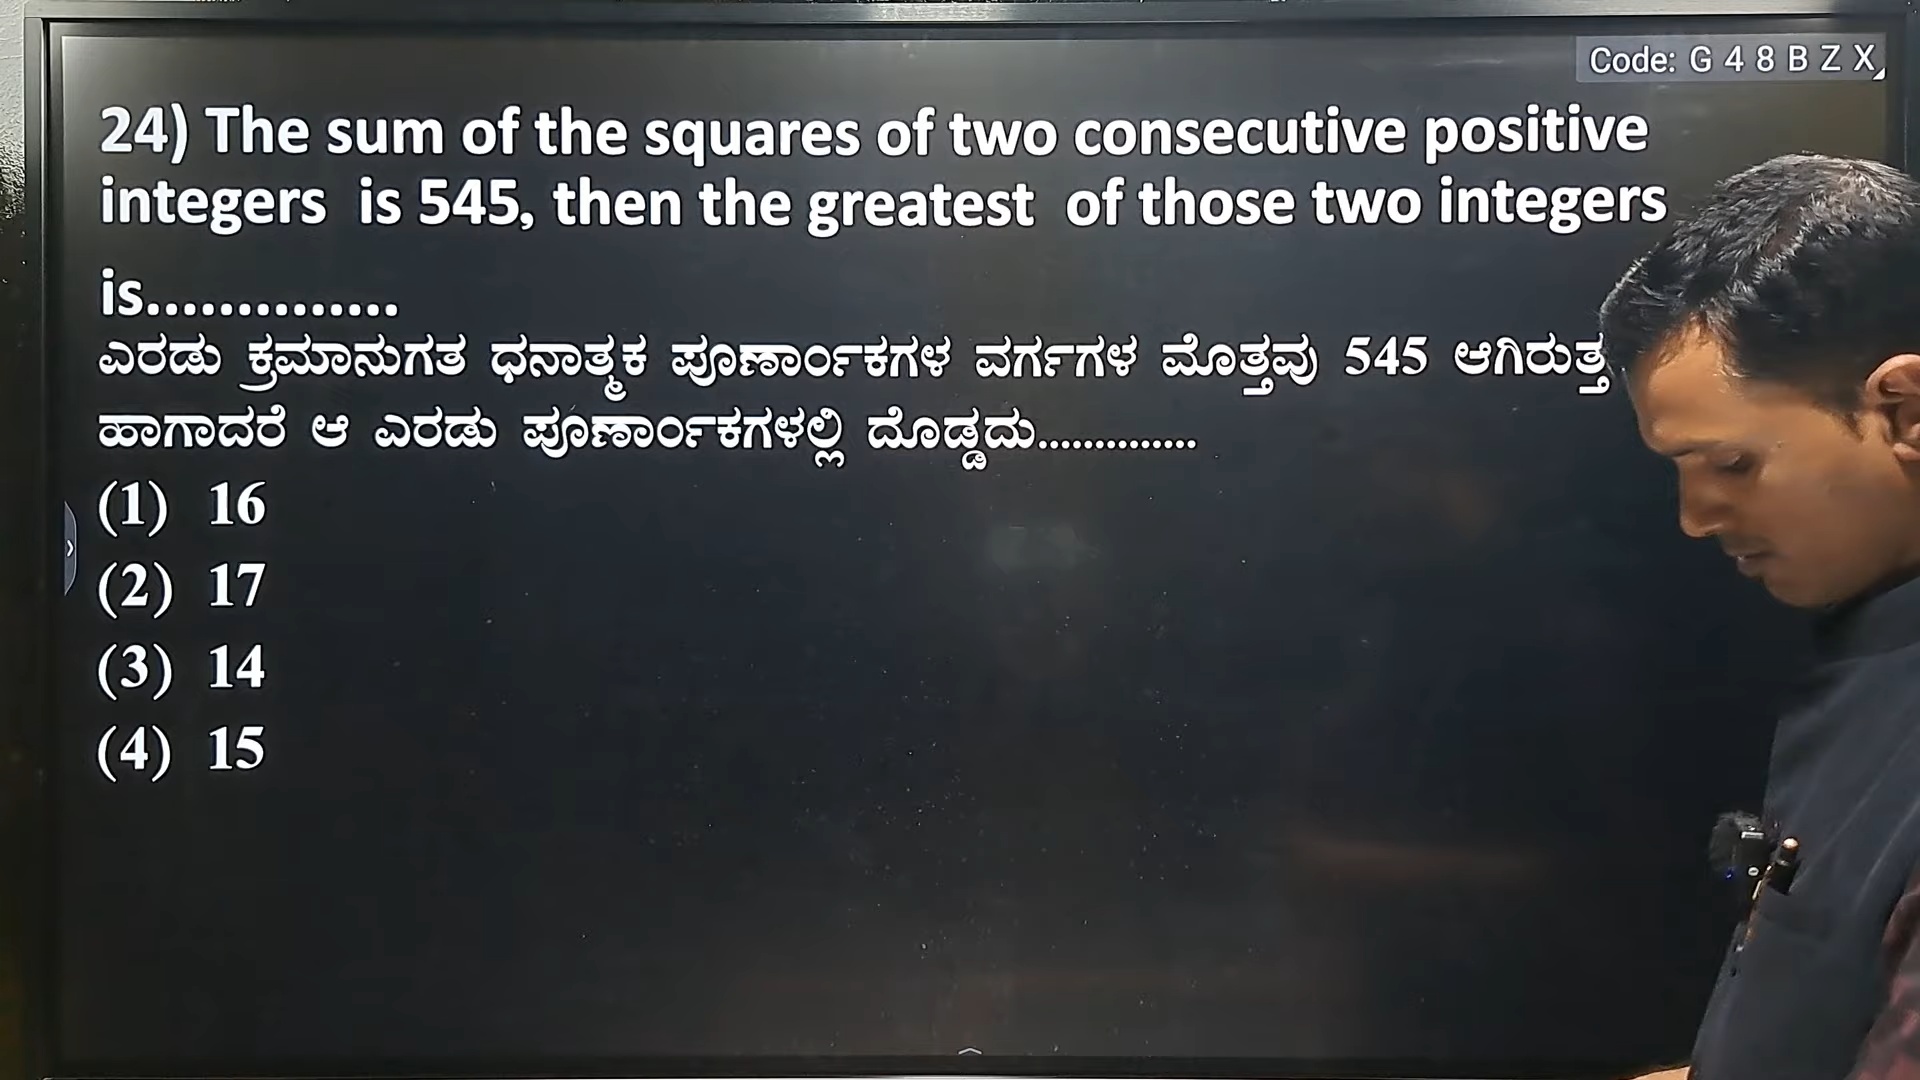 Code: G 4 8 B Z X
24) The sum of the squares of two consecutive positive
integers is 545, then the greatest of those two integers
is..............
ಎರಡು ಕ್ರಮಾನುಗತ ಧನಾತ್ಮಕ ಪೂರ್ಣಾಂಕಗಳ ವರ್ಗಗಳ ಮೊತ್ತವು 545 ಆಗಿರುತ್ತ
ಹಾಗಾದರೆ ಆ ಎರಡು ಪೂರ್ಣಾಂಕಗಳಲ್ಲಿ ದೊಡ್ಡದು..............
(1) 16
(2) 17
(3) 14
(4) 15